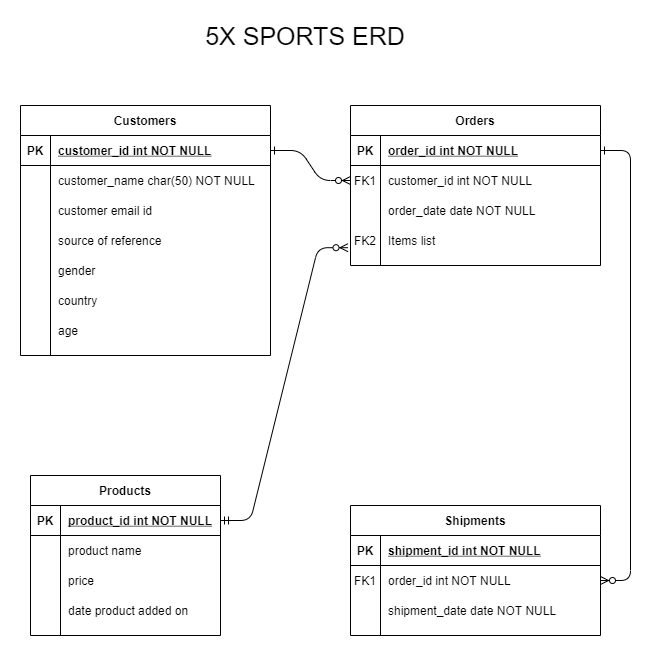 5X SPORTS ERD
Customers
PK customer_id int NOT NULL
customer_name char(50) NOT NULL
customer email id
source of reference
gender
country
age
Orders
PK order_id int NOT NULL
FK1 customer_id int NOT NULL
order_date date NOT NULL
FK2 Items list
Products
PK product_id int NOT NULL
product name
price
date product added on
Shipments
PK shipment_id int NOT NULL
FK1 order_id int NOT NULL
shipment_date date NOT NULL